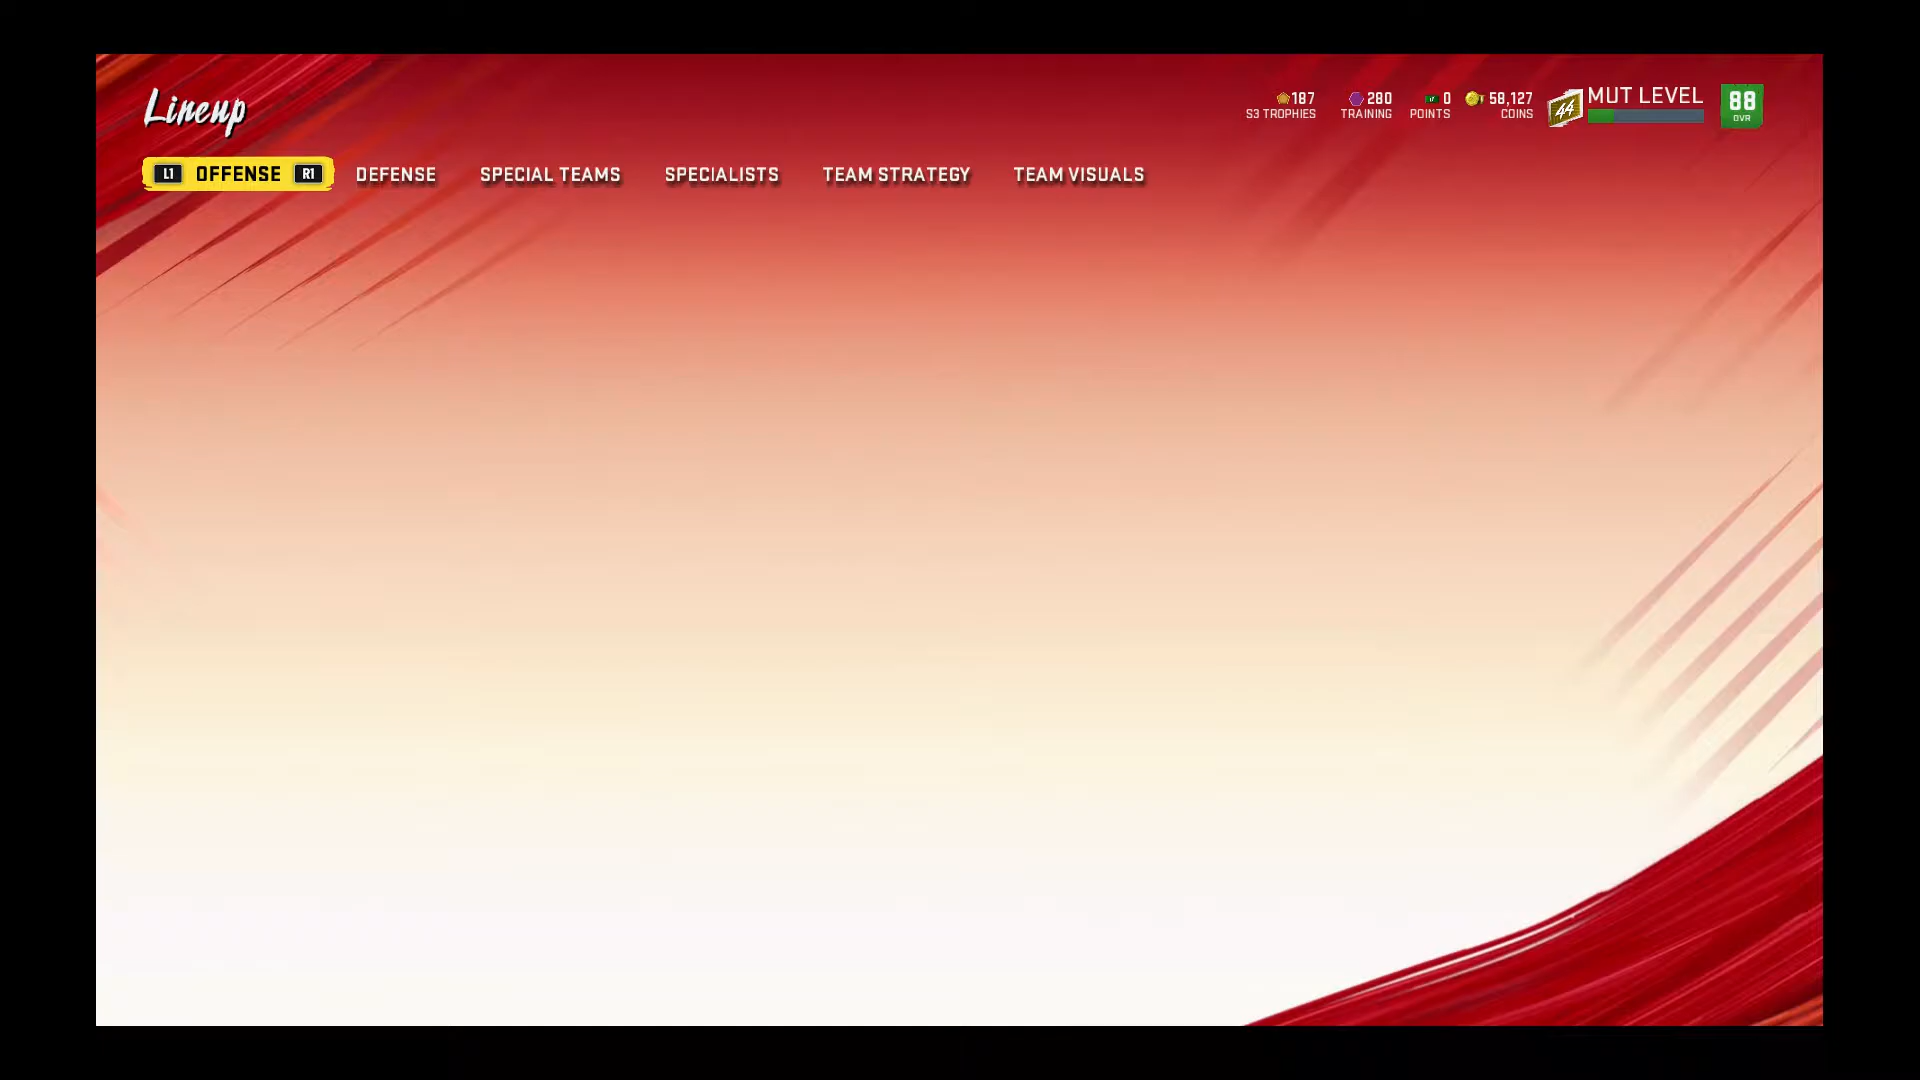 Lineup
187
S3 TROPHIES
280
TRAINING
0
POINTS
58,127
COINS
44
MUT LEVEL
88
OVR
L1 OFFENSE R1 DEFENSE SPECIAL TEAMS SPECIALISTS TEAM STRATEGY TEAM VISUALS